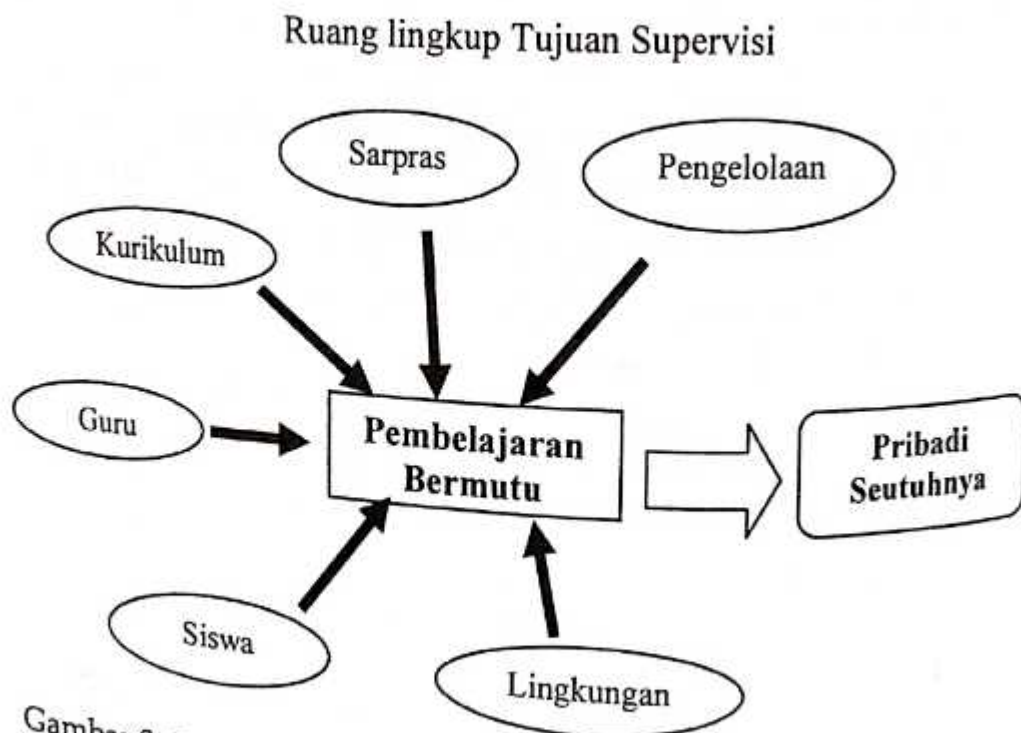 Ruang lingkup Tujuan Supervisi
Sarpras
Pengelolaan
Kurikulum
Guru
Pembelajaran
Bermutu
Pribadi
Seutuhnya
Siswa
Lingkungan